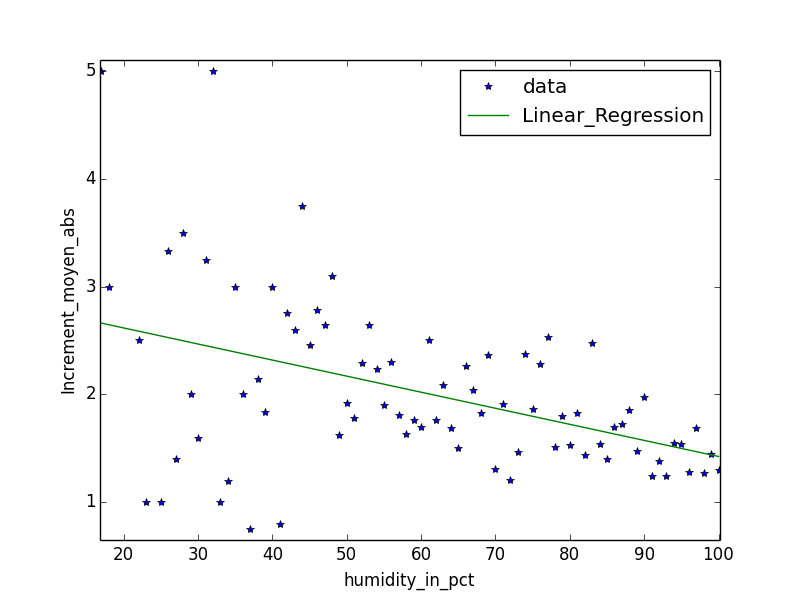 data
Linear_Regression
5
4
3
2
1
Increment_moyen_abs
20 30 40 50 60 70 80 90 100
humidity_in_pct